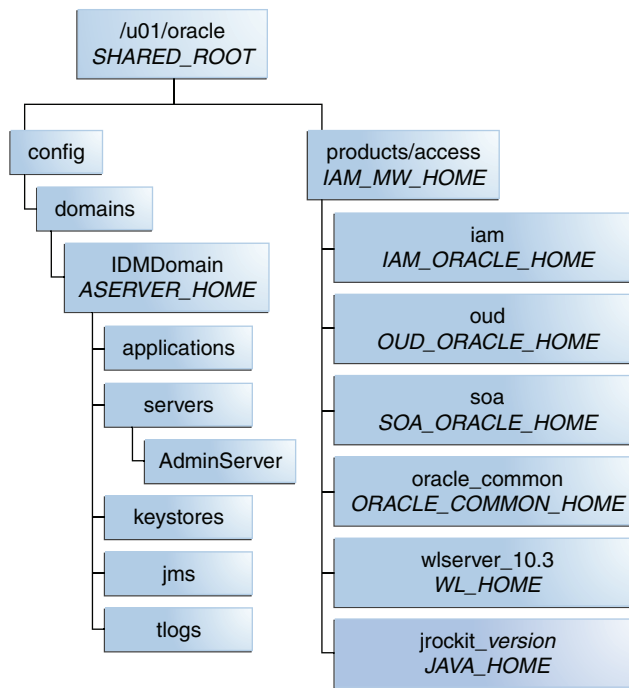 /u01/oracle
SHARED_ROOT
config
domains
IDMDomain
ASERVER_HOME
applications
servers
AdminServer
keystores
jms
tlogs
products/access
IAM_MW_HOME
iam
IAM_ORACLE_HOME
oud
OUD_ORACLE_HOME
soa
SOA_ORACLE_HOME
oracle_common
ORACLE_COMMON_HOME
wlserver_10.3
WL_HOME
jrockit_version
JAVA_HOME